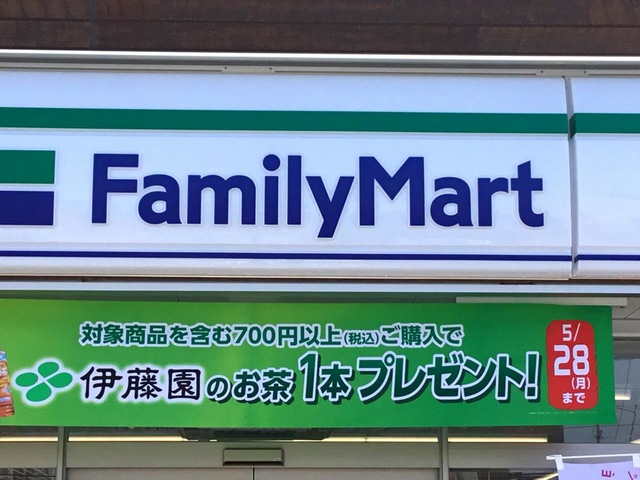 FamilyMart
対象商品を含む700円以上(税込)ご購入で
伊藤園のお茶1本プレゼント!
5/
28
(月)
まで